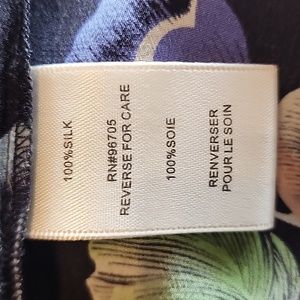 100%SILK
RN#96705
REVERSE FOR CARE
100%SOIE
RENVERSER
POUR LE SOIN